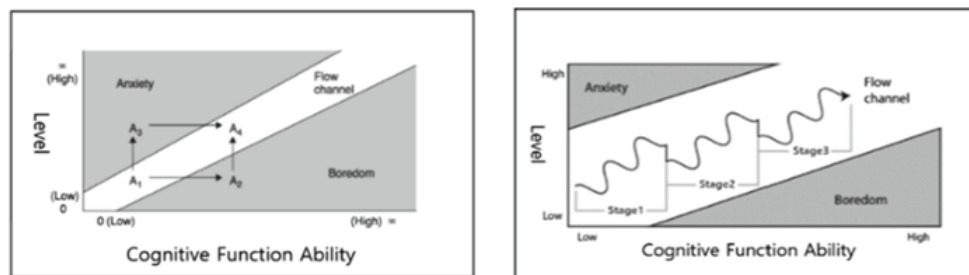 ∞
(High)
Level
(Low)
0
Anxiety
Flow
channel
A3
A4
A1
A2
Boredom
0 (Low)
(High) ∞
Cognitive Function Ability
High
Level
Low
Anxiety
Flow
channel
Stage3
Stage2
Stage1
Boredom
Low
High
Cognitive Function Ability